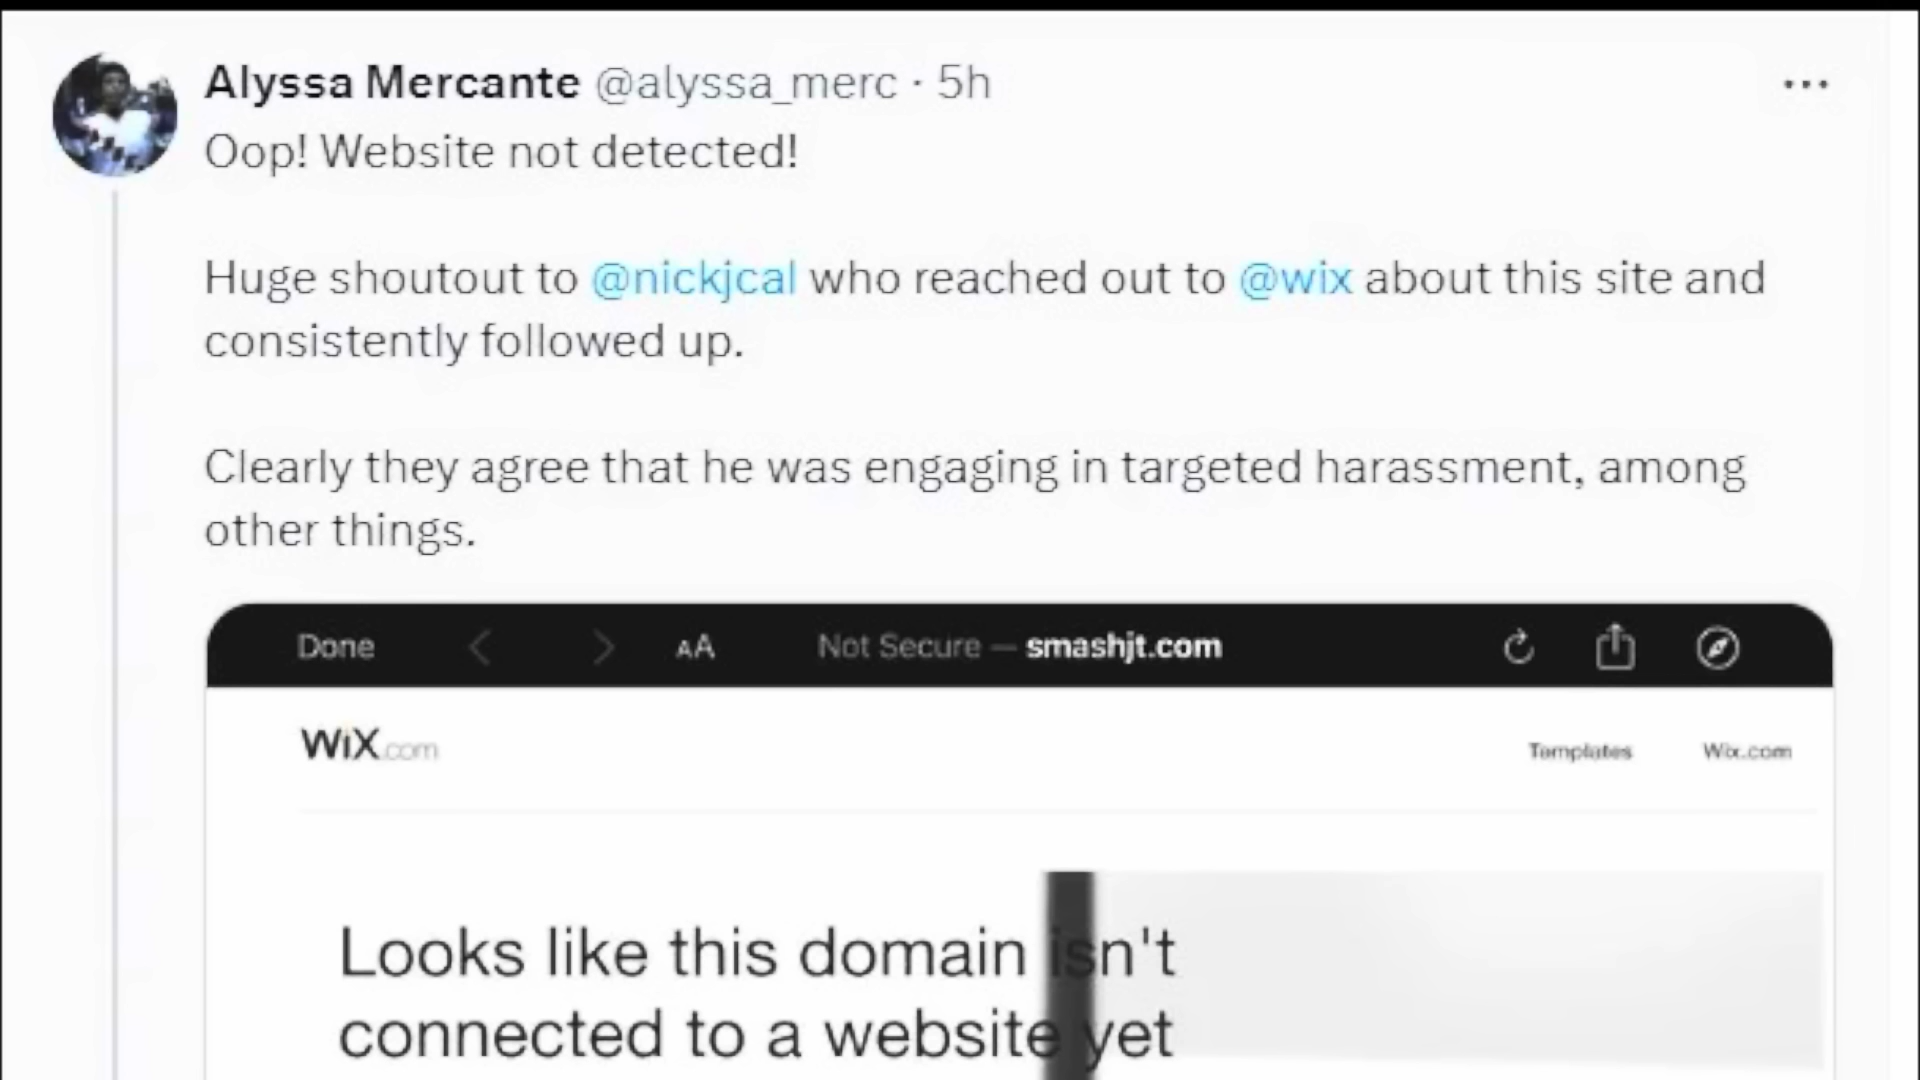 Alyssa Mercante @alyssa_merc · 5h
Oop! Website not detected!
Huge shoutout to @nickjcal who reached out to @wix about this site and
consistently followed up.
Clearly they agree that he was engaging in targeted harassment, among
other things.
Done AA Not Secure — smashjt.com
WiX.com Templates Wix.com
Looks like this domain isn't
connected to a website yet